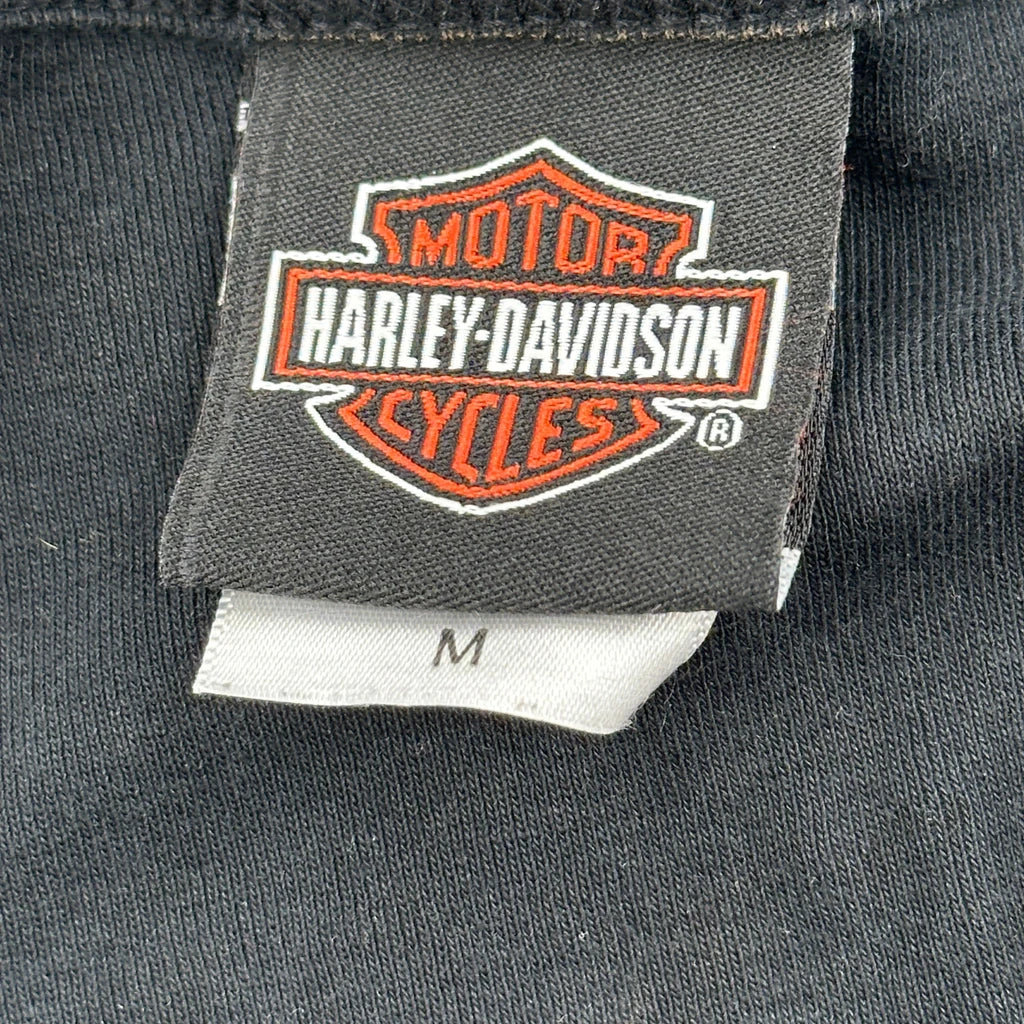 MOTOR
HARLEY-DAVIDSON
CYCLES
®
M